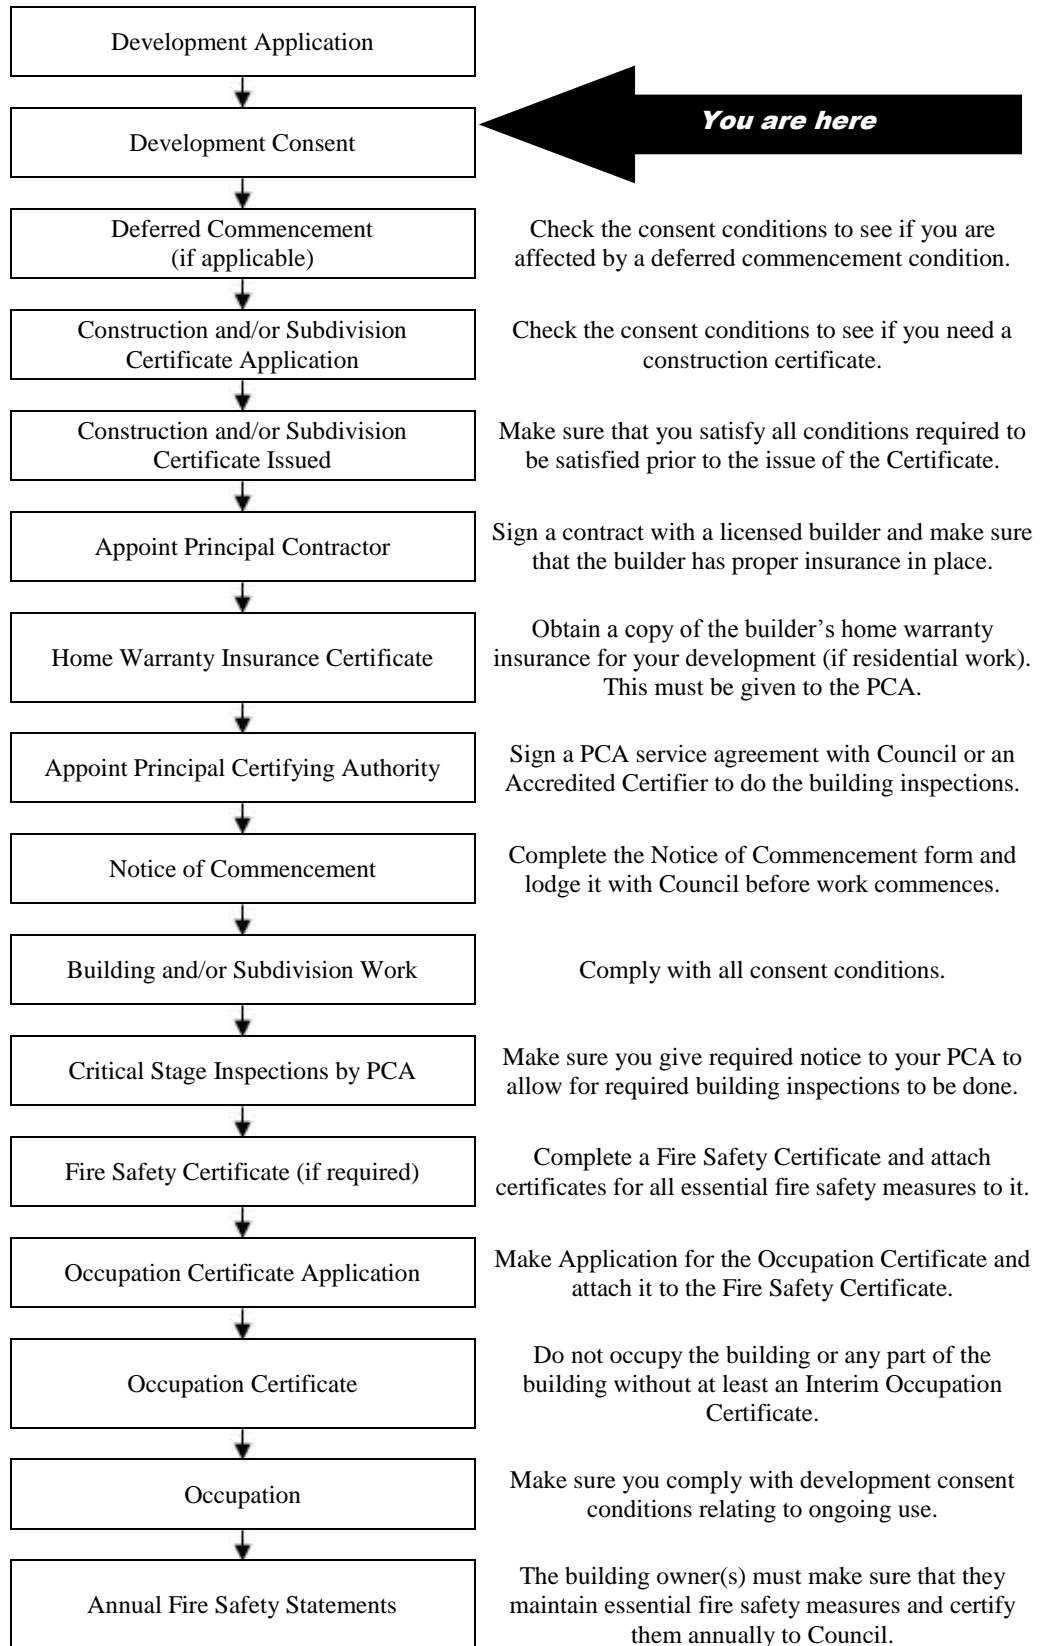 Development Application
Development Consent
You are here
Deferred Commencement
(if applicable)
Check the consent conditions to see if you are
affected by a deferred commencement condition.
Construction and/or Subdivision
Certificate Application
Check the consent conditions to see if you need a
construction certificate.
Construction and/or Subdivision
Certificate Issued
Make sure that you satisfy all conditions required to
be satisfied prior to the issue of the Certificate.
Appoint Principal Contractor
Sign a contract with a licensed builder and make sure
that the builder has proper insurance in place.
Home Warranty Insurance Certificate
Obtain a copy of the builder’s home warranty
insurance for your development (if residential work).
This must be given to the PCA.
Appoint Principal Certifying Authority
Sign a PCA service agreement with Council or an
Accredited Certifier to do the building inspections.
Notice of Commencement
Complete the Notice of Commencement form and
lodge it with Council before work commences.
Building and/or Subdivision Work
Comply with all consent conditions.
Critical Stage Inspections by PCA
Make sure you give required notice to your PCA to
allow for required building inspections to be done.
Fire Safety Certificate (if required)
Complete a Fire Safety Certificate and attach
certificates for all essential fire safety measures to it.
Occupation Certificate Application
Make Application for the Occupation Certificate and
attach it to the Fire Safety Certificate.
Occupation Certificate
Do not occupy the building or any part of the
building without at least an Interim Occupation
Certificate.
Occupation
Make sure you comply with development consent
conditions relating to ongoing use.
Annual Fire Safety Statements
The building owner(s) must make sure that they
maintain essential fire safety measures and certify
them annually to Council.